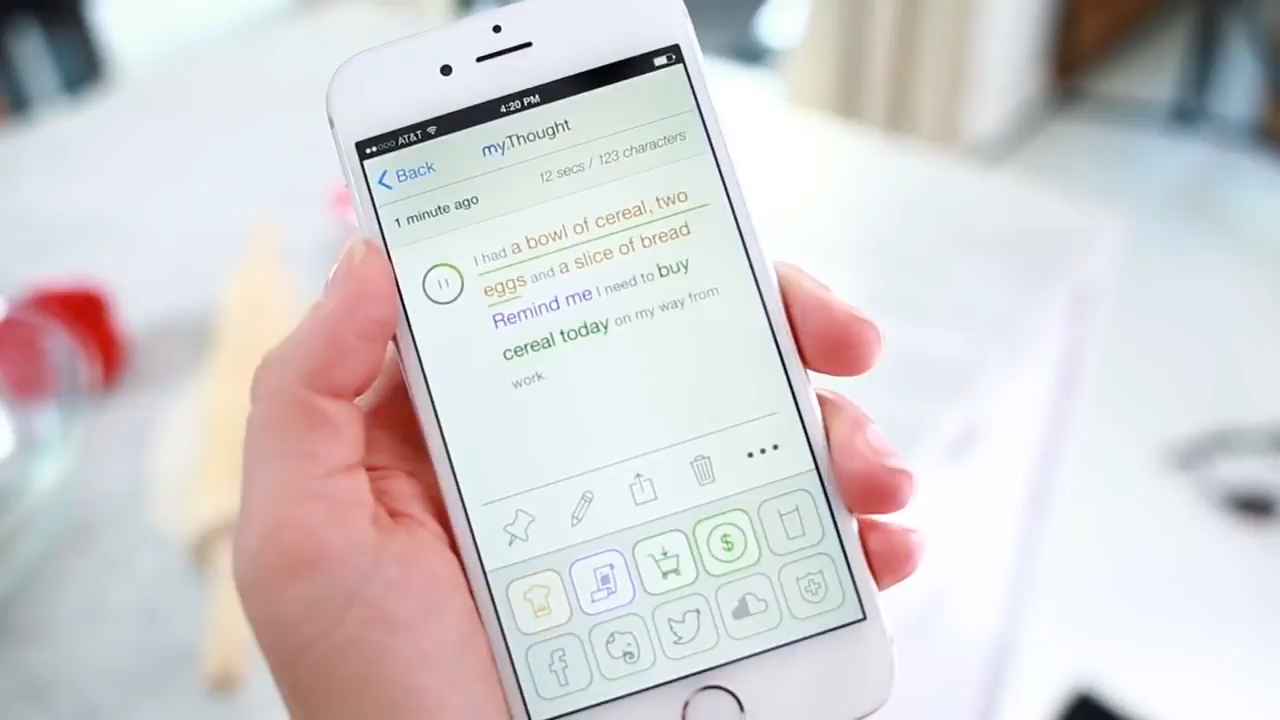 AT&T 4:20 PM
Back my.Thought
1 minute ago 12 secs / 123 characters
I had a bowl of cereal, two
eggs and a slice of bread
Remind me I need to buy
cereal today on my way from
work.
$